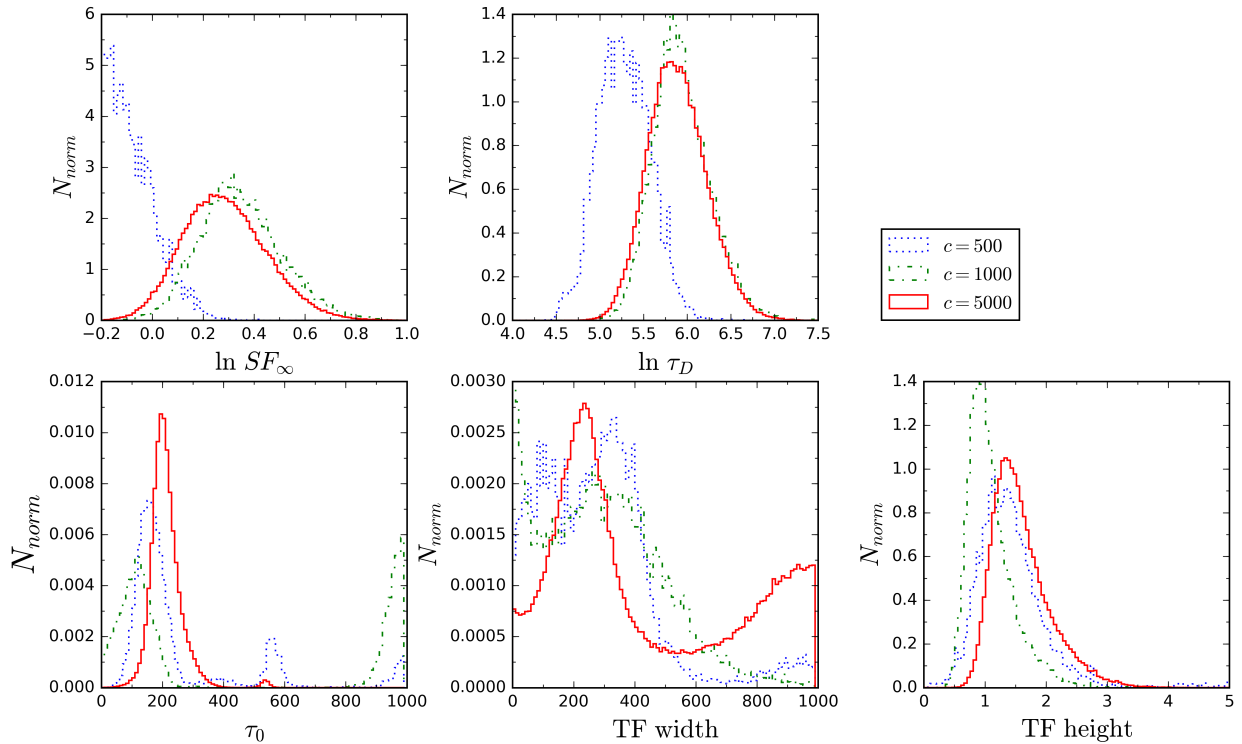 6
5
4
3
2
1
0
N_norm
−0.2 0.0 0.2 0.4 0.6 0.8 1.0
ln SF_∞
1.4
1.2
1.0
0.8
0.6
0.4
0.2
0.0
N_norm
4.0 4.5 5.0 5.5 6.0 6.5 7.0 7.5
ln τ_D
c = 500
c = 1000
c = 5000
0.012
0.010
0.008
0.006
0.004
0.002
0.000
N_norm
0 200 400 600 800 1000
τ_0
0.0030
0.0025
0.0020
0.0015
0.0010
0.0005
0.0000
N_norm
0 200 400 600 800 1000
TF width
1.4
1.2
1.0
0.8
0.6
0.4
0.2
0.0
N_norm
0 1 2 3 4 5
TF height